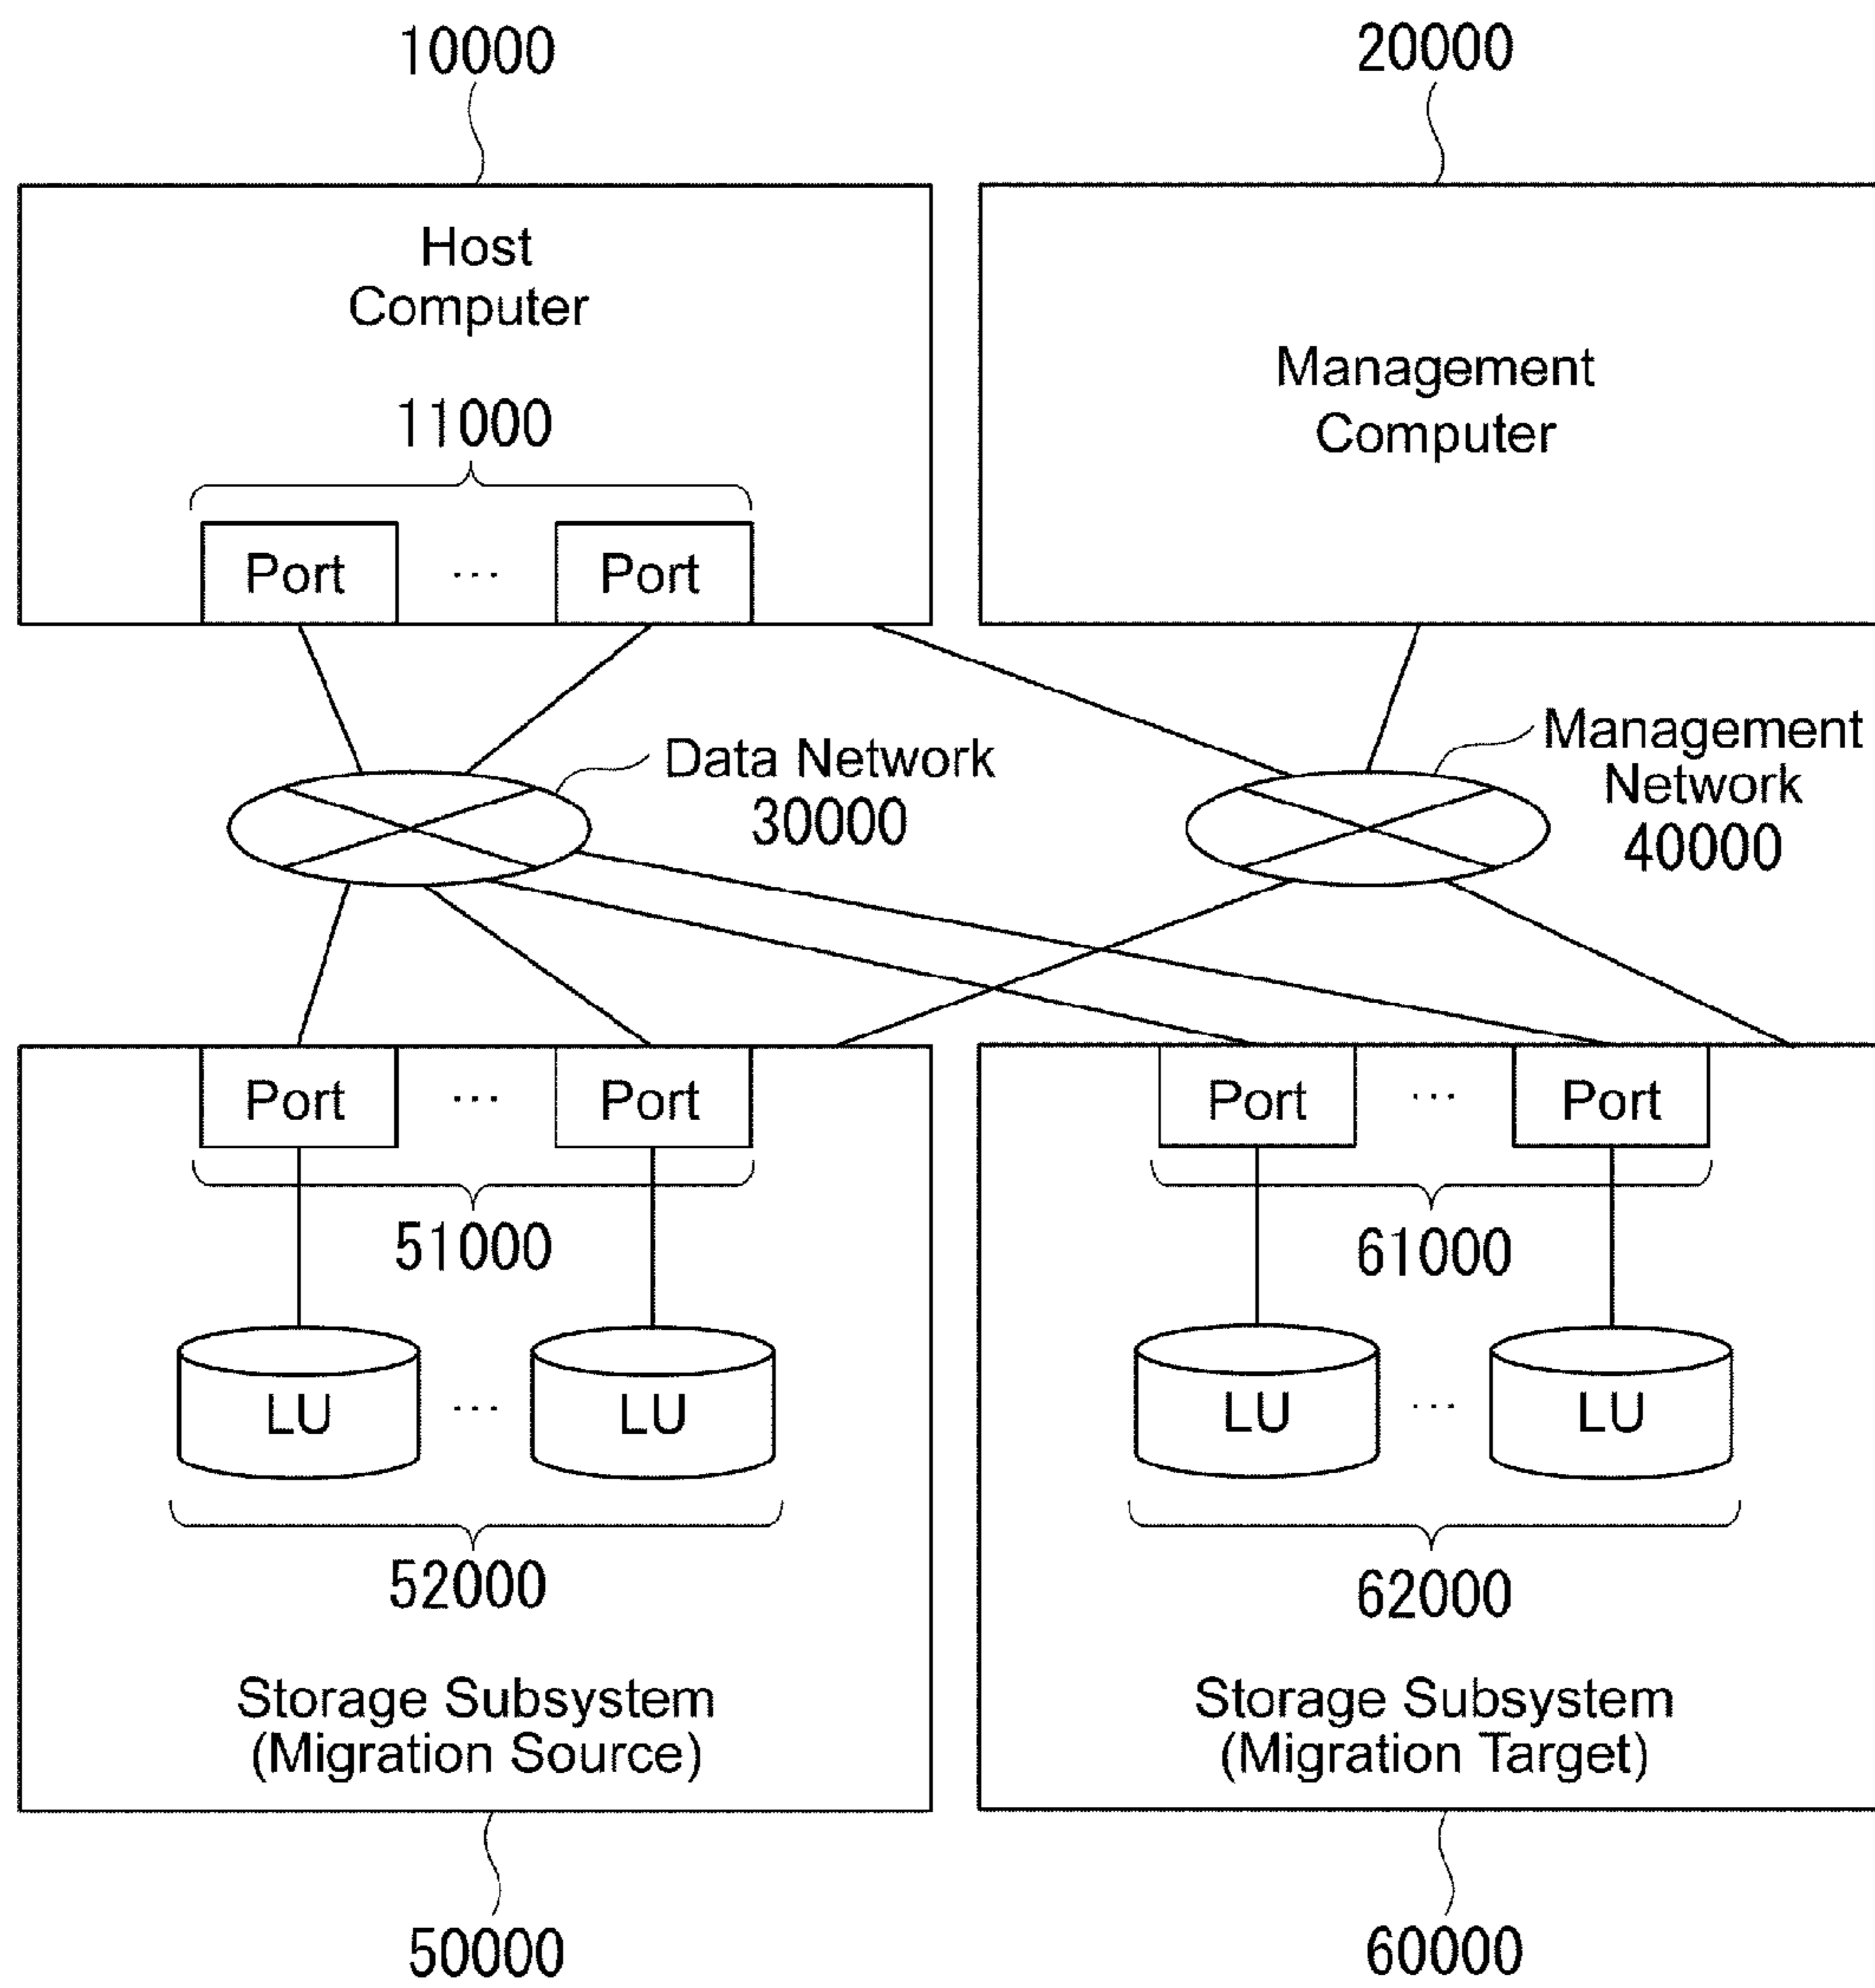 10000
20000
Host
Computer
11000
Port ... Port
Management
Computer
Data Network
30000
Management
Network
40000
Port ... Port
51000
LU ... LU
52000
Storage Subsystem
(Migration Source)
50000
Port ... Port
61000
LU ... LU
62000
Storage Subsystem
(Migration Target)
60000